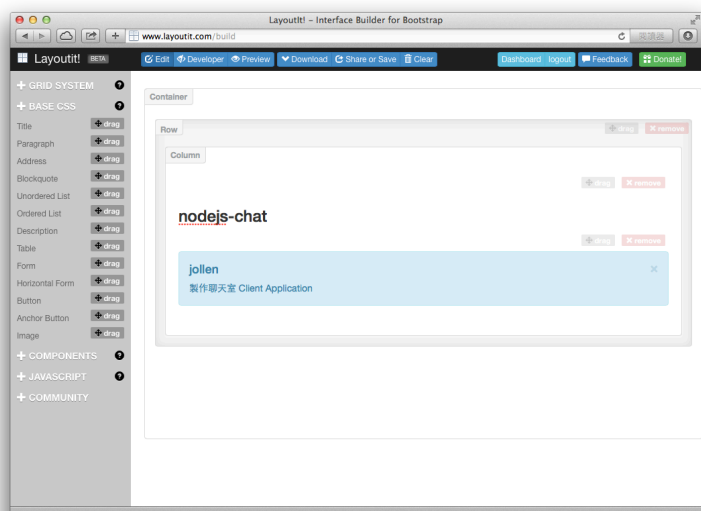 LayoutIt! – Interface Builder for Bootstrap
www.layoutit.com/build
閱讀器
Layoutit! BETA
Edit Developer Preview Download Share or Save Clear
Dashboard logout Feedback Donate!
GRID SYSTEM
BASE CSS
Title drag
Paragraph drag
Address drag
Blockquote drag
Unordered List drag
Ordered List drag
Description drag
Table drag
Form drag
Horizontal Form drag
Button drag
Anchor Button drag
Image drag
COMPONENTS
JAVASCRIPT
COMMUNITY
Container
Row
drag remove
Column
drag remove
nodejs-chat
drag remove
jollen
製作聊天室 Client Application